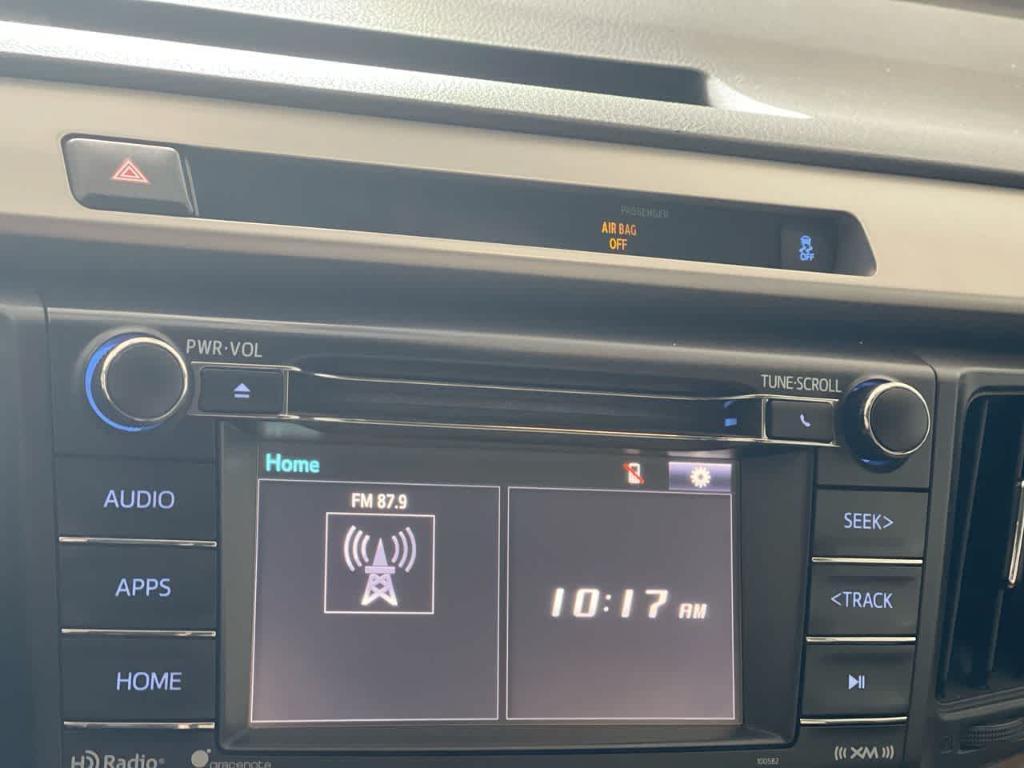 PASSENGER
AIR BAG
OFF
OFF
PWR·VOL
TUNE·SCROLL
Home
AUDIO
FM 87.9
SEEK>
APPS
10:17 AM
<TRACK
HOME
HD Radio®
gracenote
100582
((( XM )))